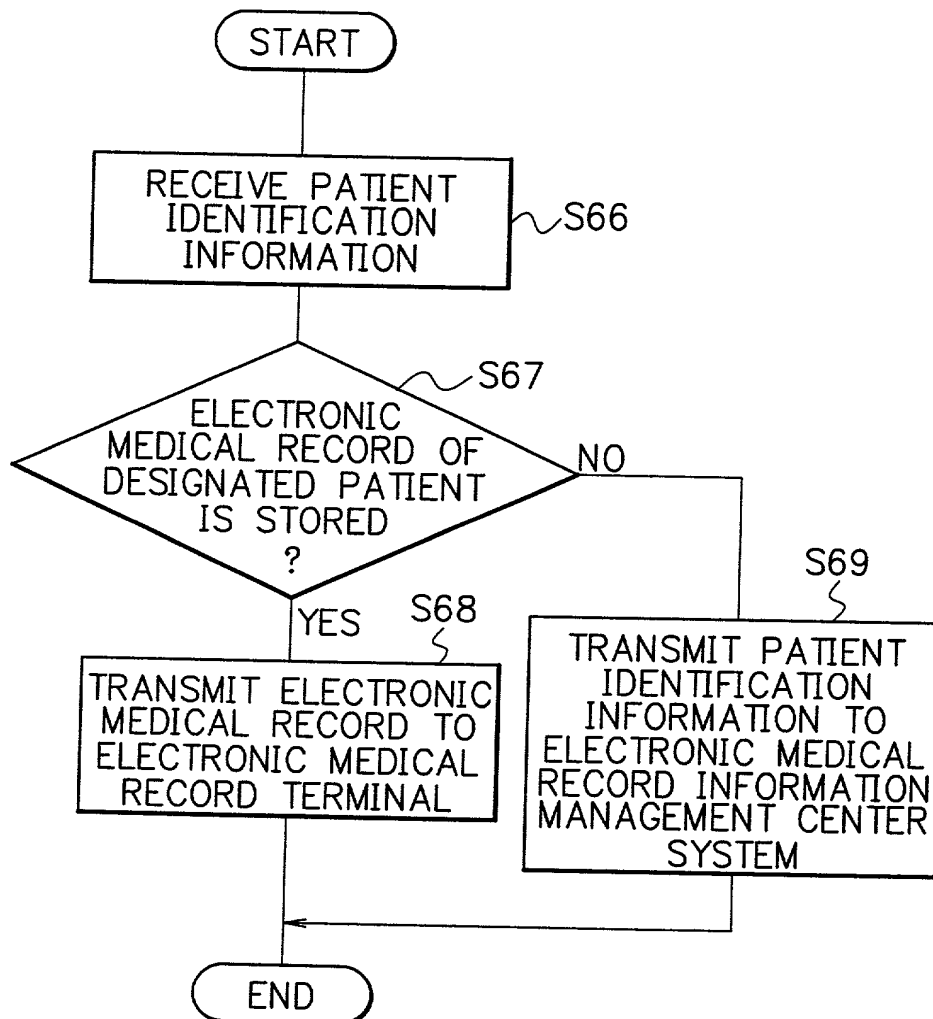 START
RECEIVE PATIENT
IDENTIFICATION
INFORMATION
S66
S67
ELECTRONIC
MEDICAL RECORD OF
DESIGNATED PATIENT
IS STORED
?
NO
YES
S68
TRANSMIT ELECTRONIC
MEDICAL RECORD TO
ELECTRONIC MEDICAL
RECORD TERMINAL
S69
TRANSMIT PATIENT
IDENTIFICATION
INFORMATION TO
ELECTRONIC MEDICAL
RECORD INFORMATION
MANAGEMENT CENTER
SYSTEM
END